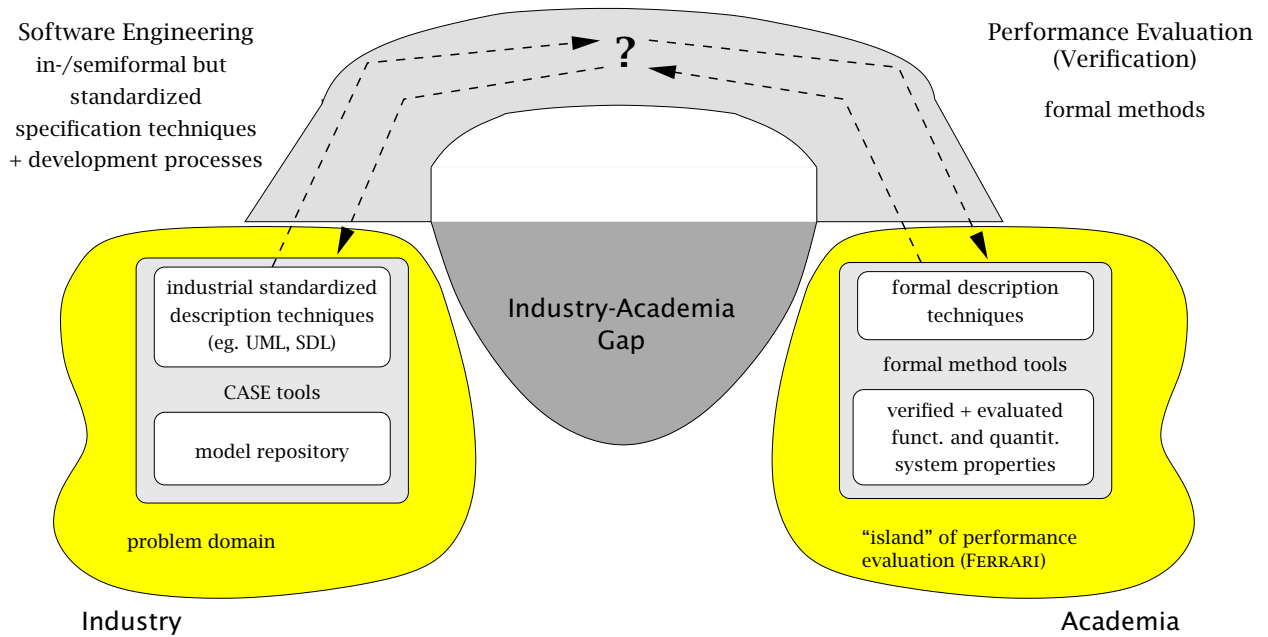 Software Engineering
in-/semiformal but
standardized
specification techniques
+ development processes
?
Performance Evaluation
(Verification)
formal methods
industrial standardized
description techniques
(eg. UML, SDL)
CASE tools
model repository
problem domain
Industry
Industry-Academia
Gap
formal description
techniques
formal method tools
verified + evaluated
funct. and quantit.
system properties
“island” of performance
evaluation (FERRARI)
Academia